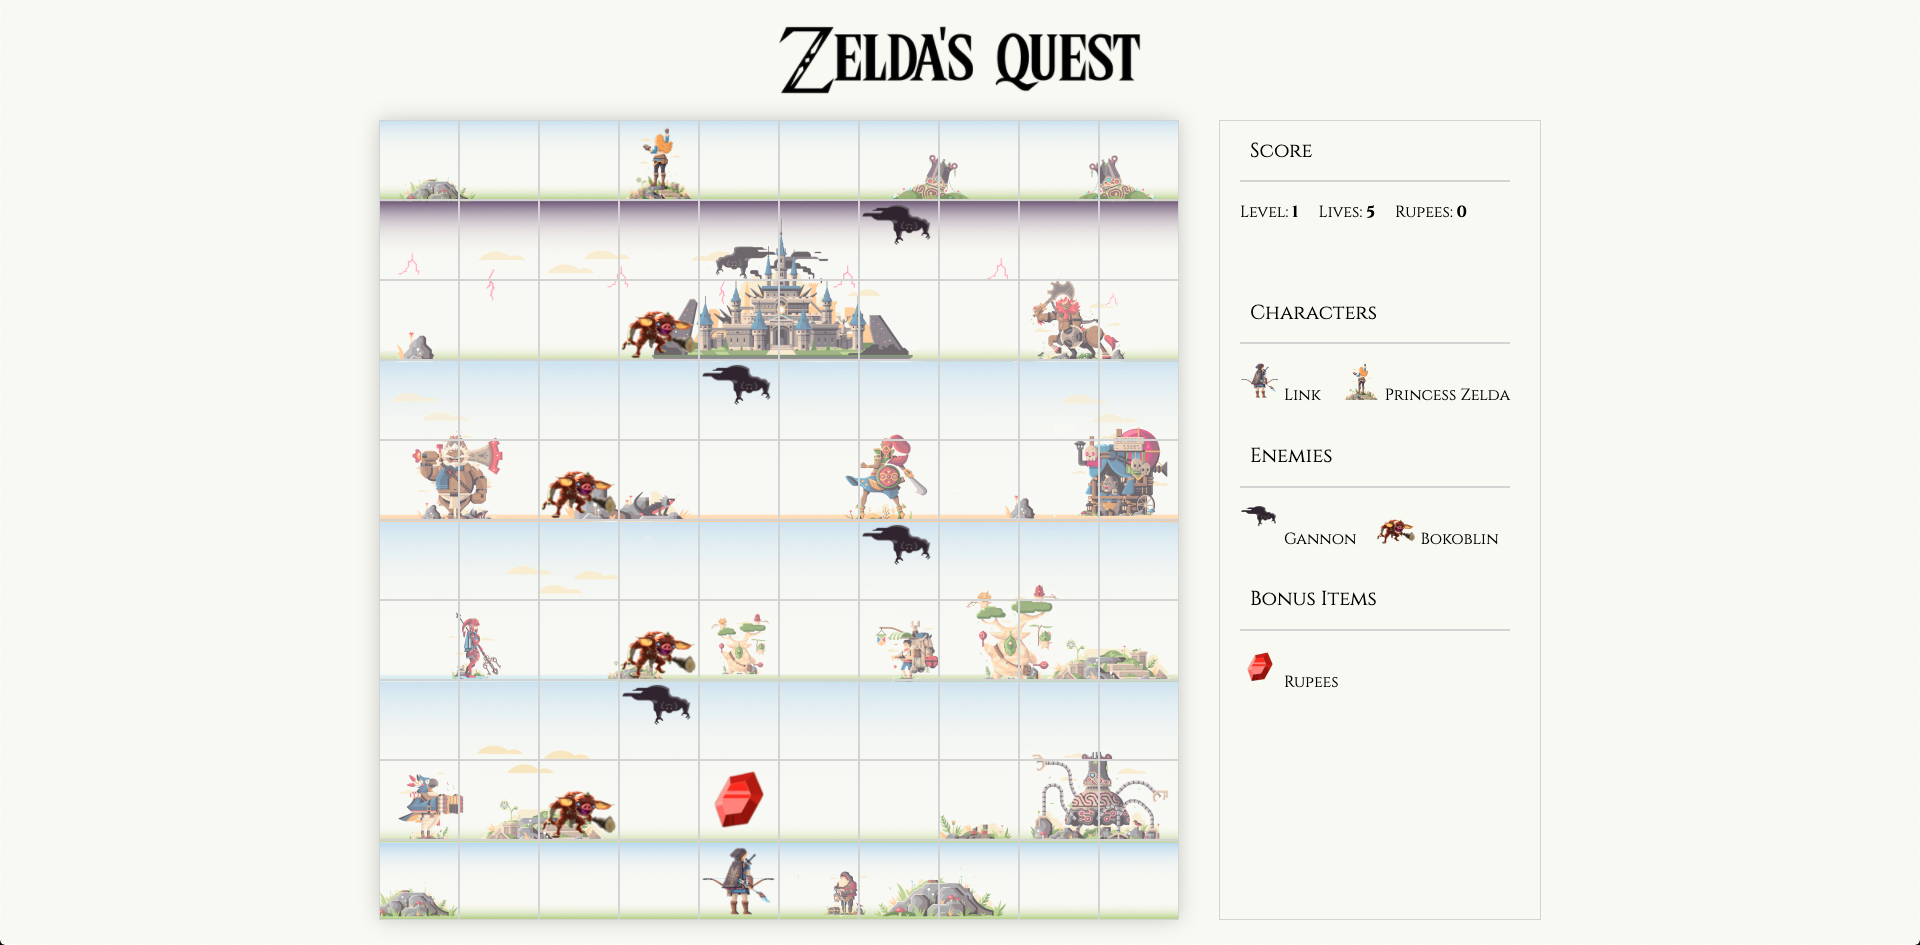 Zelda's Quest
Score
Level: 1 Lives: 5 Rupees: 0
Characters
Link Princess Zelda
Enemies
Gannon Bokoblin
Bonus Items
Rupees